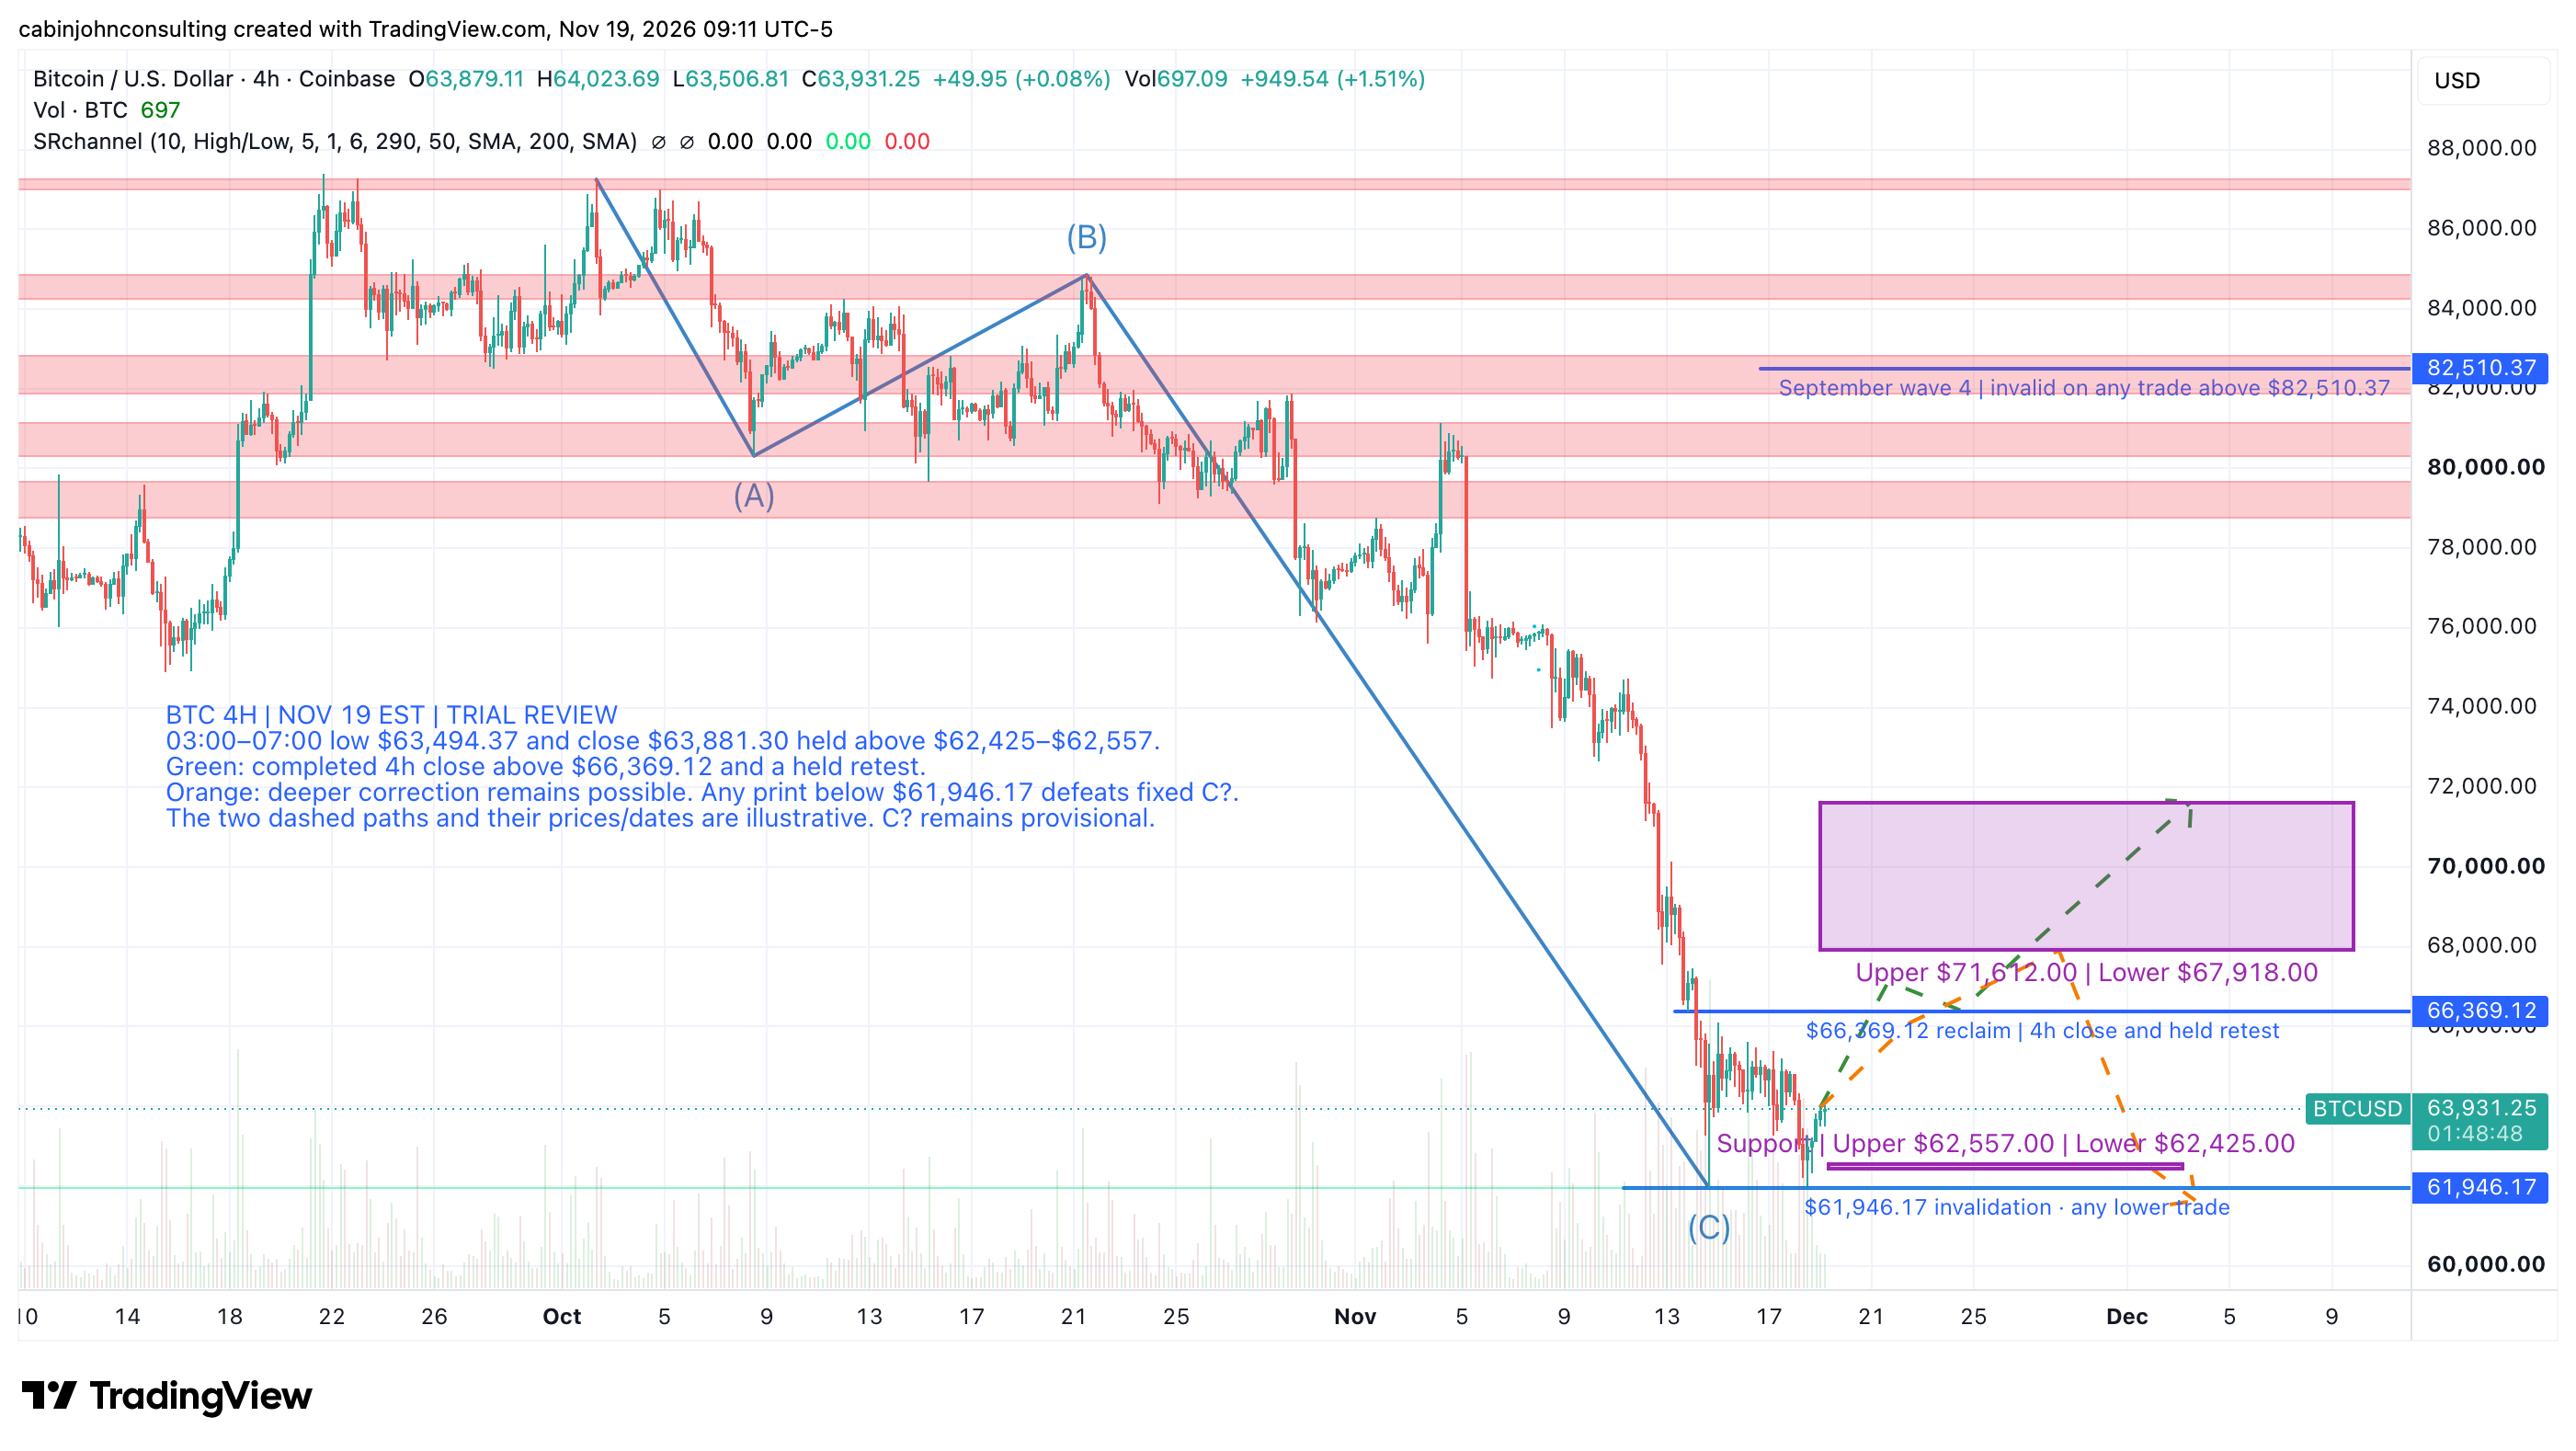 cabinjohnconsulting created with TradingView.com, Nov 19, 2026 09:11 UTC-5
Bitcoin / U.S. Dollar · 4h · Coinbase O63,879.11 H64,023.69 L63,506.81 C63,931.25 +49.95 (+0.08%) Vol697.09 +949.54 (+1.51%)
Vol · BTC 697
SRchannel (10, High/Low, 5, 1, 6, 290, 50, SMA, 200, SMA) ∅ ∅ 0.00 0.00 0.00 0.00
USD
88,000.00
86,000.00
(B)
84,000.00
82,510.37
82,000.00
September wave 4 | invalid on any trade above $82,510.37
80,000.00
(A)
78,000.00
76,000.00
74,000.00
BTC 4H | NOV 19 EST | TRIAL REVIEW
03:00–07:00 low $63,494.37 and close $63,881.30 held above $62,425–$62,557.
Green: completed 4h close above $66,369.12 and a held retest.
Orange: deeper correction remains possible. Any print below $61,946.17 defeats fixed C?.
The two dashed paths and their prices/dates are illustrative. C? remains provisional.
72,000.00
70,000.00
68,000.00
Upper $71,612.00 | Lower $67,918.00
66,369.12
66,000.00
$66,369.12 reclaim | 4h close and held retest
BTCUSD 63,931.25
01:48:48
Support | Upper $62,557.00 | Lower $62,425.00
61,946.17
$61,946.17 invalidation · any lower trade
(C)
60,000.00
10 14 18 22 26 Oct 5 9 13 17 21 25 Nov 5 9 13 17 21 25 Dec 5 9
TradingView